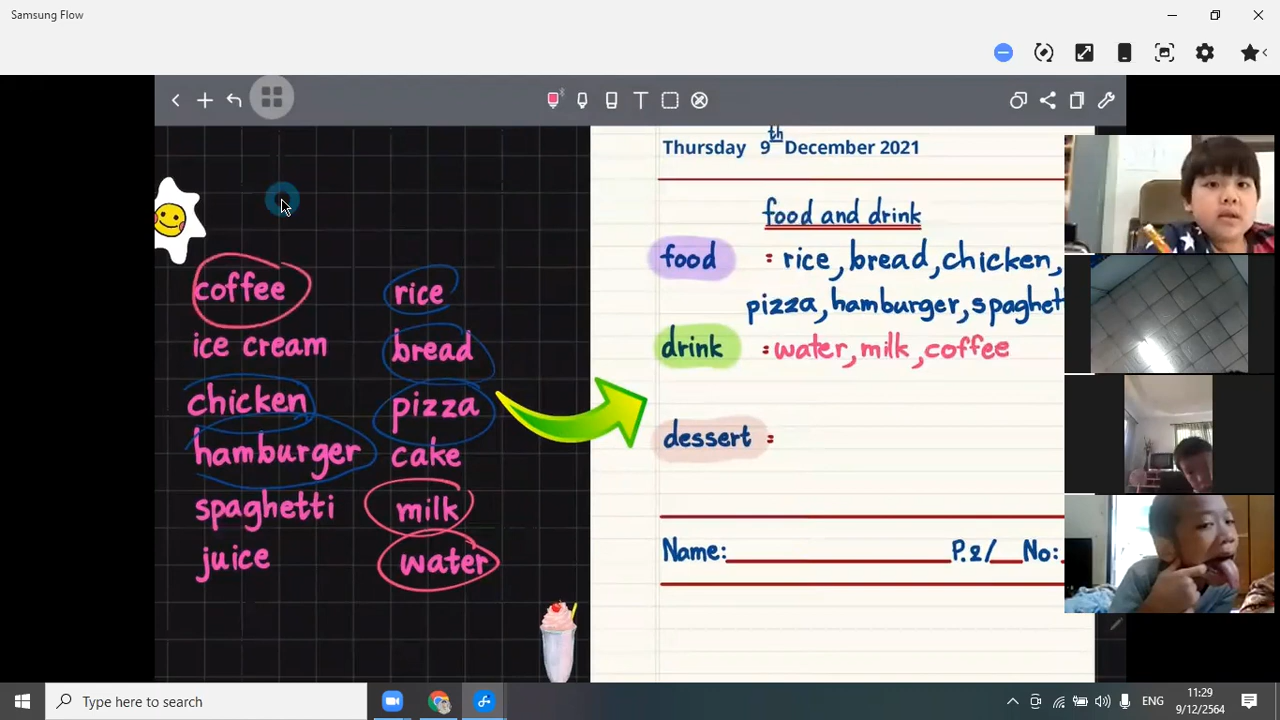 Samsung Flow
Thursday 9th December 2021
food and drink
food : rice, bread, chicken,
pizza, hamburger, spaghet
drink : water, milk, coffee
dessert :
Name: P.2/ No:
coffee rice
ice cream bread
chicken pizza
hamburger cake
spaghetti milk
juice water
Type here to search
ENG
11:29
9/12/2564